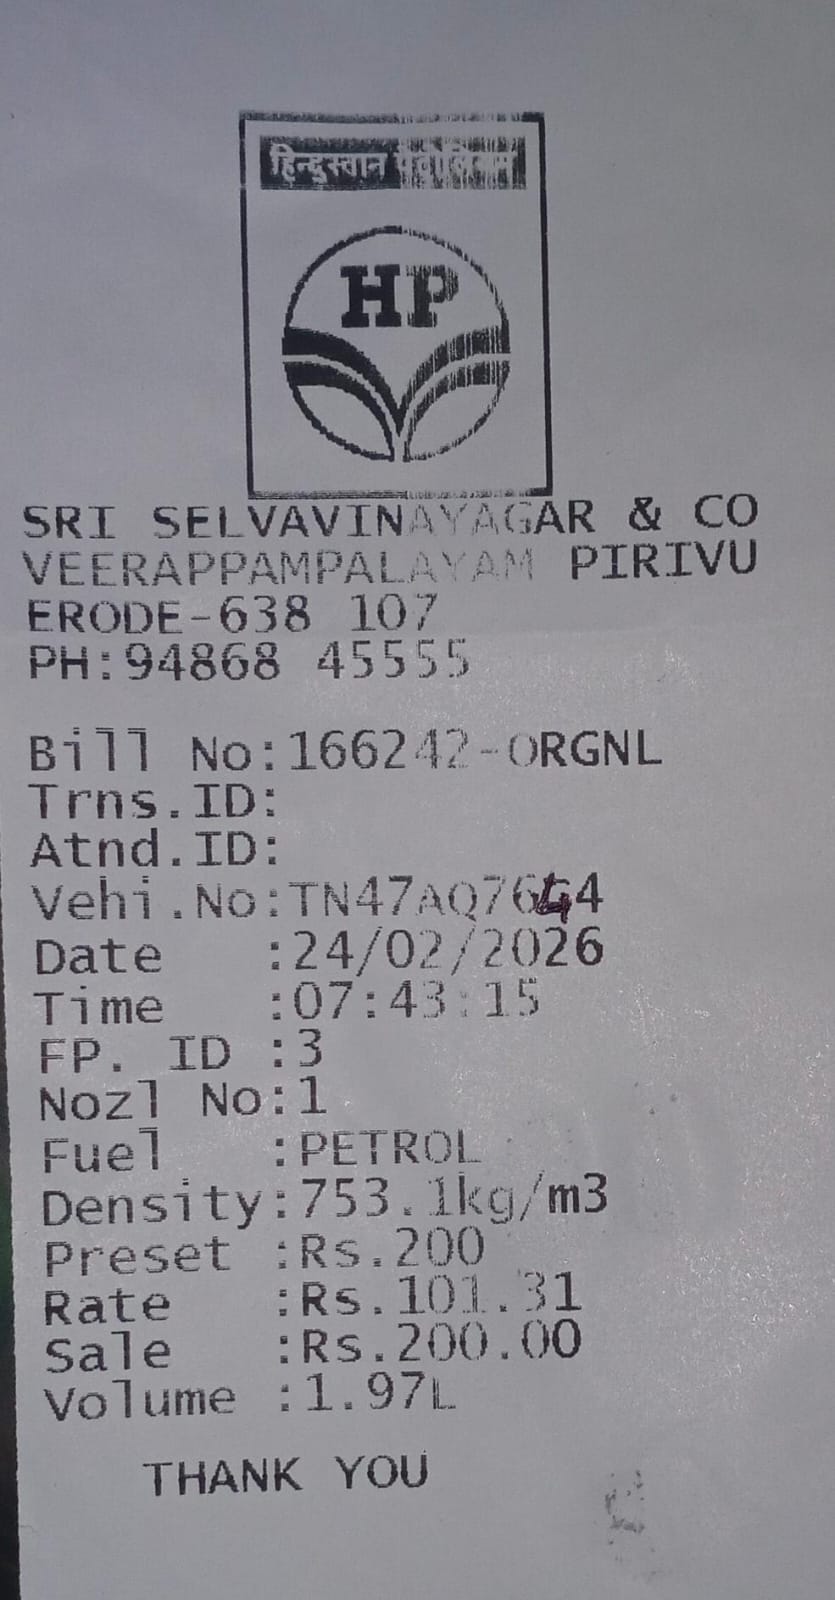 हिन्दुस्तान पेट्रोलियम
HP
SRI SELVAVINAYAGAR & CO
VEERAPPAMPALAYAM PIRIVU
ERODE-638 107
PH:94868 45555
Bill No:166242-ORGNL
Trns.ID:
Atnd.ID:
Vehi.No:TN47AQ7644
Date :24/02/2026
Time :07:43:15
FP. ID :3
Nozl No:1
Fuel :PETROL
Density:753.1kg/m3
Preset :Rs.200
Rate :Rs.101.31
Sale :Rs.200.00
Volume :1.97L
THANK YOU